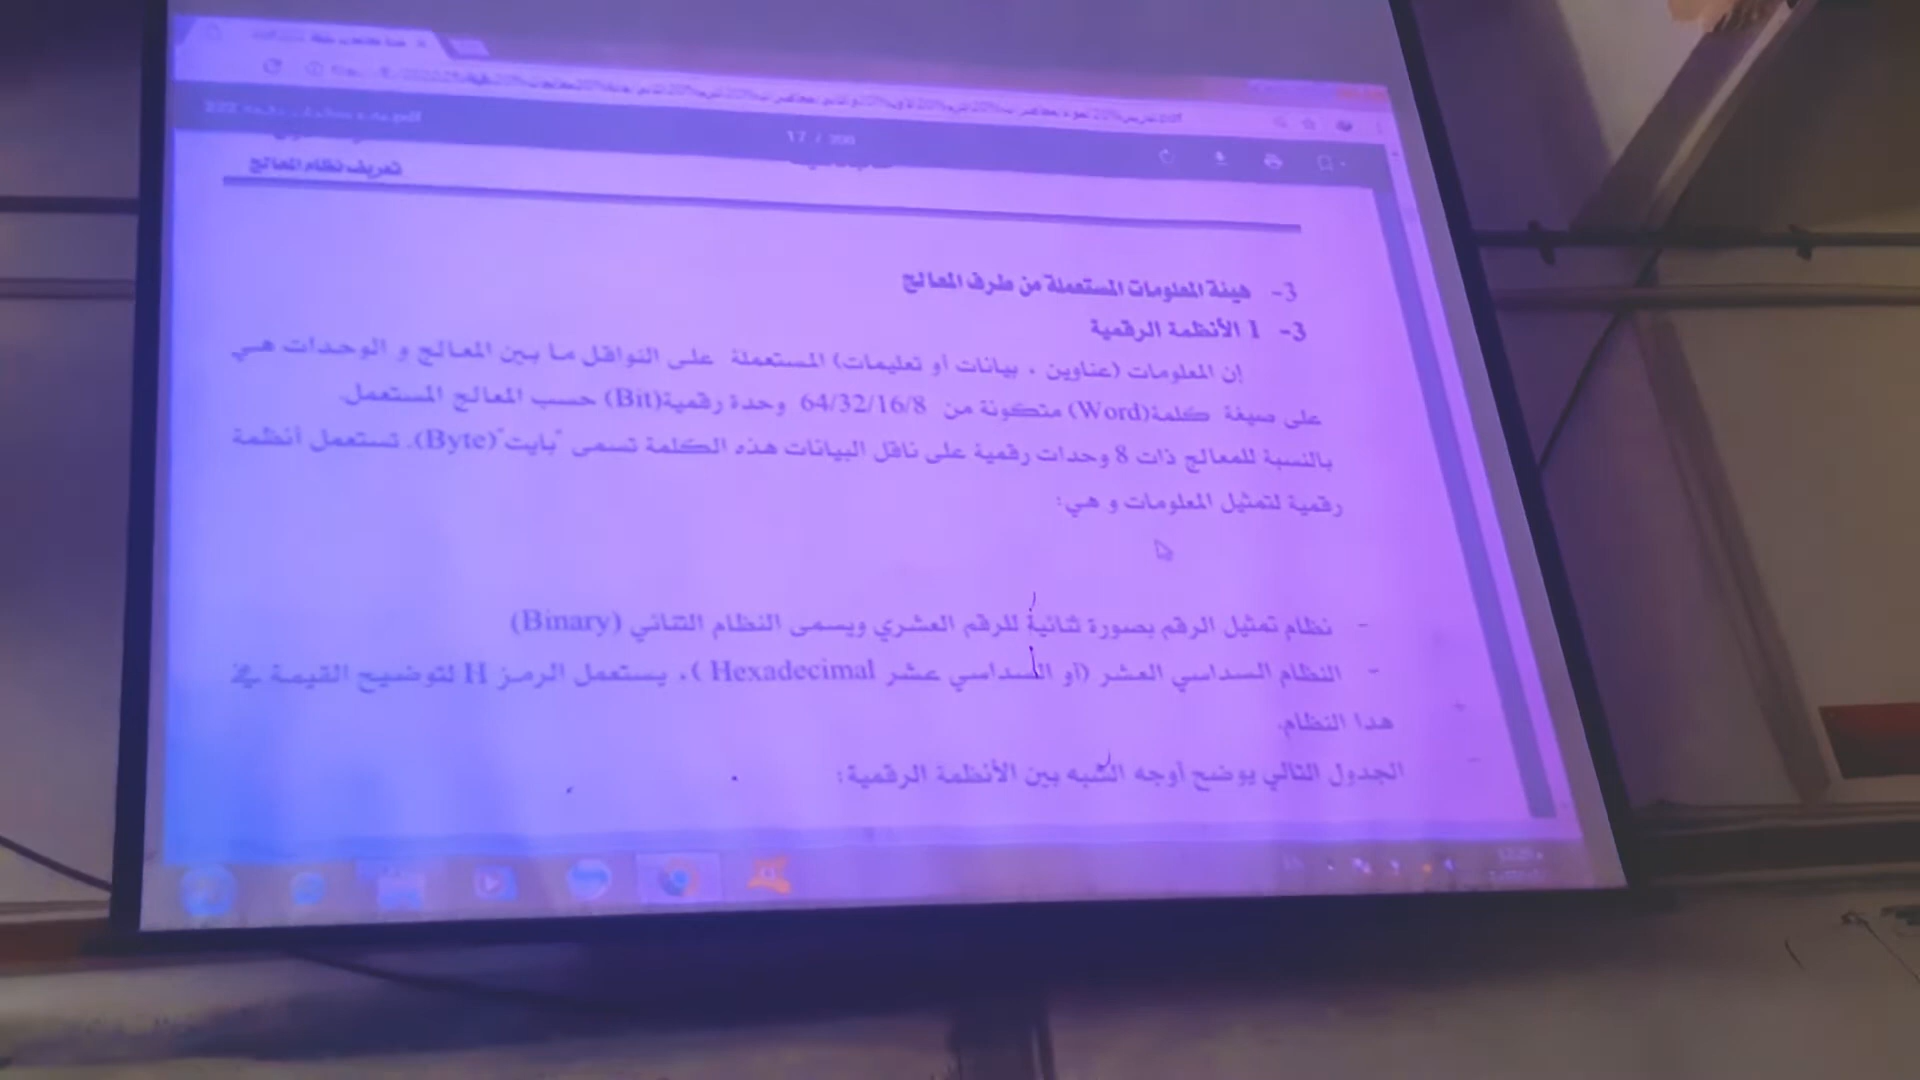 17 / 200
تعريف نظام المعالج
3- هيئة المعلومات المستعملة من طرف المعالج
3- 1 الأنظمة الرقمية
إن المعلومات (عناوين ، بيانات أو تعليمات) المستعملة على النواقل ما بين المعالج و الوحدات هي
على صيغة كلمة(Word) متكونة من 64/32/16/8 وحدة رقمية(Bit) حسب المعالج المستعمل.
بالنسبة للمعالج ذات 8 وحدات رقمية على ناقل البيانات هذه الكلمة تسمى "بايت"(Byte). تستعمل أنظمة
رقمية لتمثيل المعلومات و هي:
- نظام تمثيل الرقم بصورة ثنائية للرقم العشري ويسمى النظام الثنائي (Binary)
- النظام السداسي العشر (أو السداسي عشر Hexadecimal )، يستعمل الرمز H لتوضيح القيمة في
هدا النظام.
الجدول التالي يوضح أوجه الشبه بين الأنظمة الرقمية: